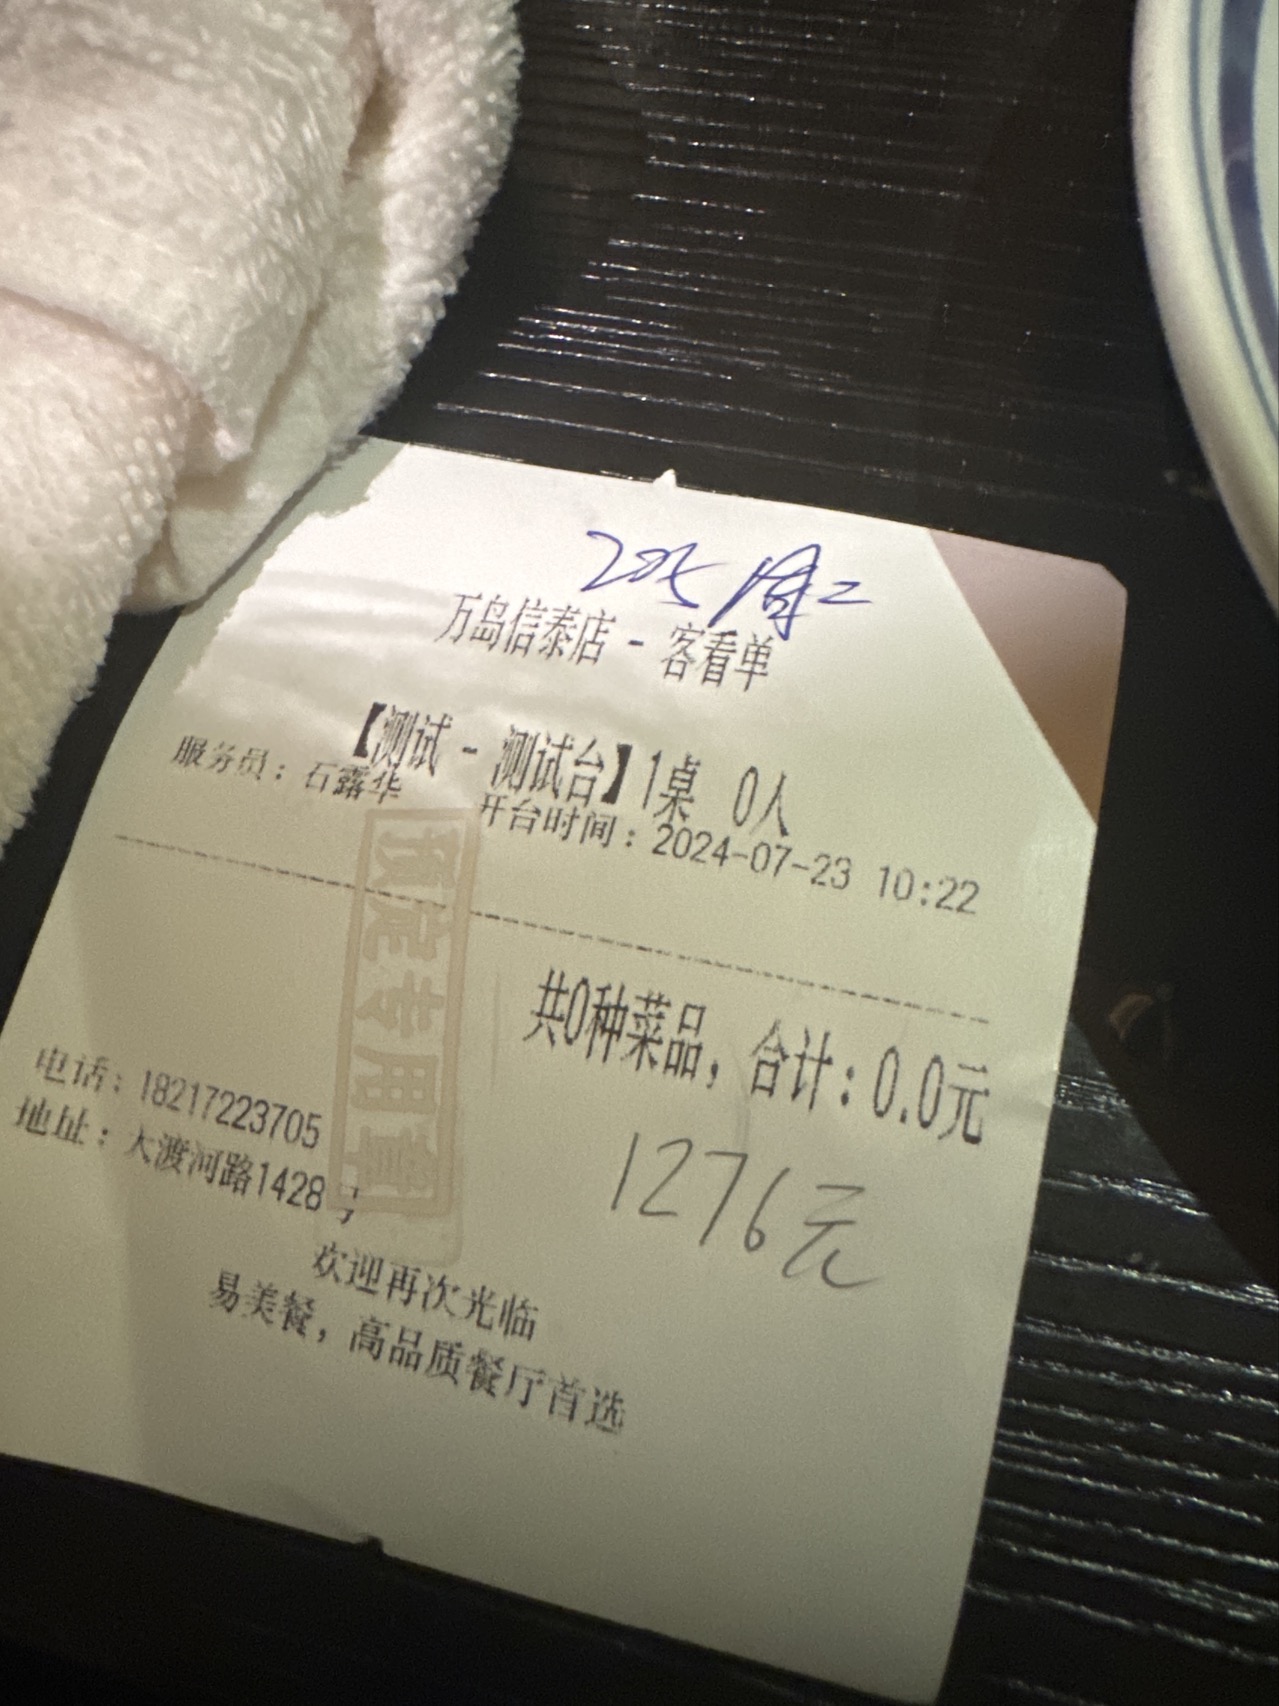 205 周二
万岛信泰店 - 客看单
【测试 - 测试台】1桌 0人
服务员：石露华 开台时间：2024-07-23 10:22
预定专用章
共0种菜品，合计：0.0元
1276元
电话：18217223705
地址：大渡河路1428号
欢迎再次光临
易美餐，高品质餐厅首选